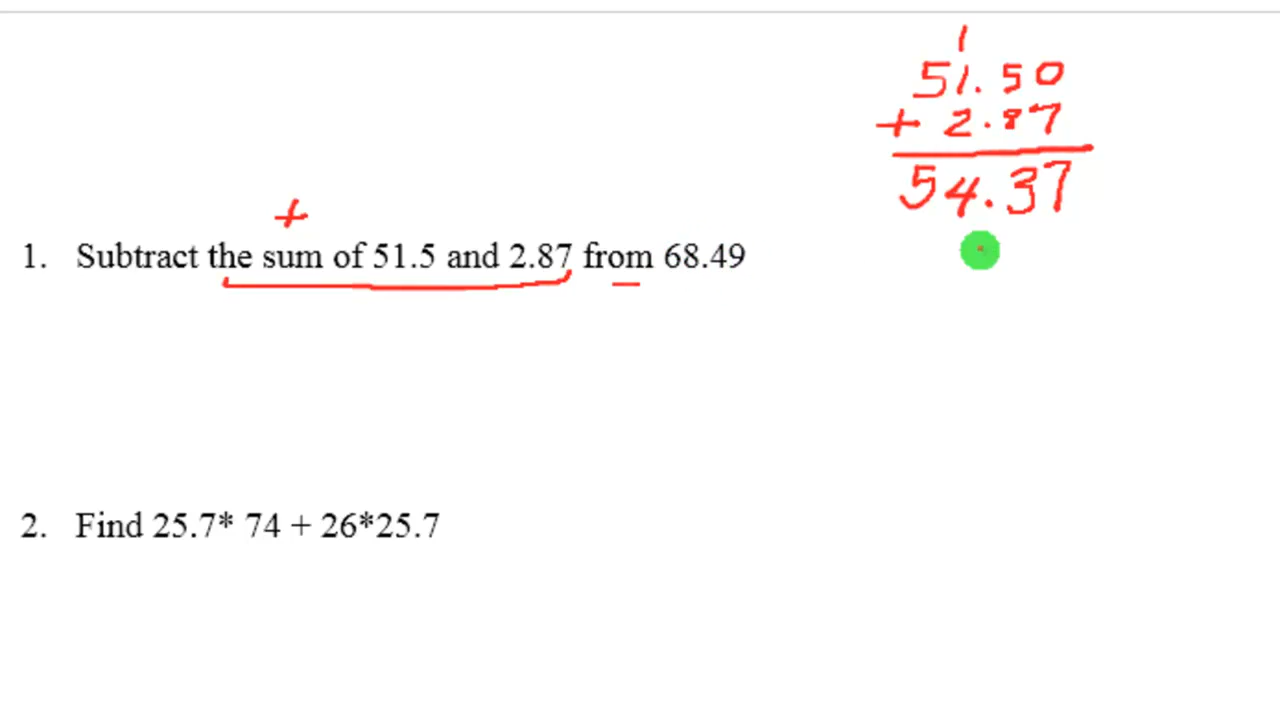 1
51.50
+ 2.87
54.37
+
1. Subtract the sum of 51.5 and 2.87 from 68.49
2. Find 25.7* 74 + 26*25.7